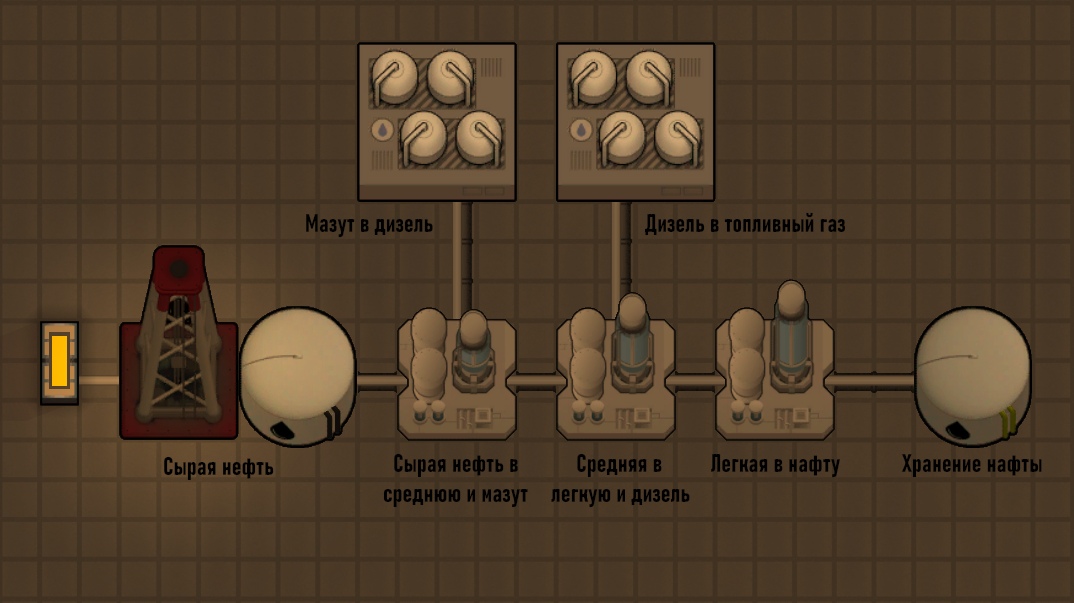 Мазут в дизель
Дизель в топливный газ
Сырая нефть
Сырая нефть в
среднюю и мазут
Средняя в
легкую и дизель
Легкая в нафту
Хранение нафты